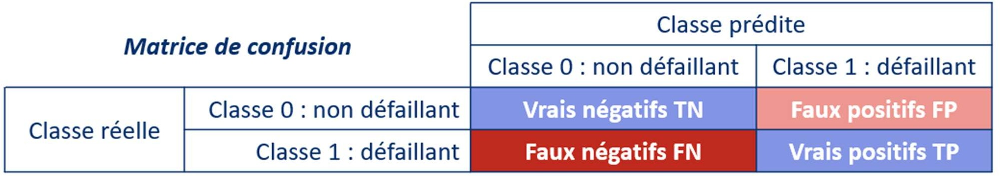 Classe prédite
Matrice de confusion
Classe 0 : non défaillant
Classe 1 : défaillant
Classe réelle
Classe 0 : non défaillant
Vrais négatifs TN
Faux positifs FP
Classe 1 : défaillant
Faux négatifs FN
Vrais positifs TP